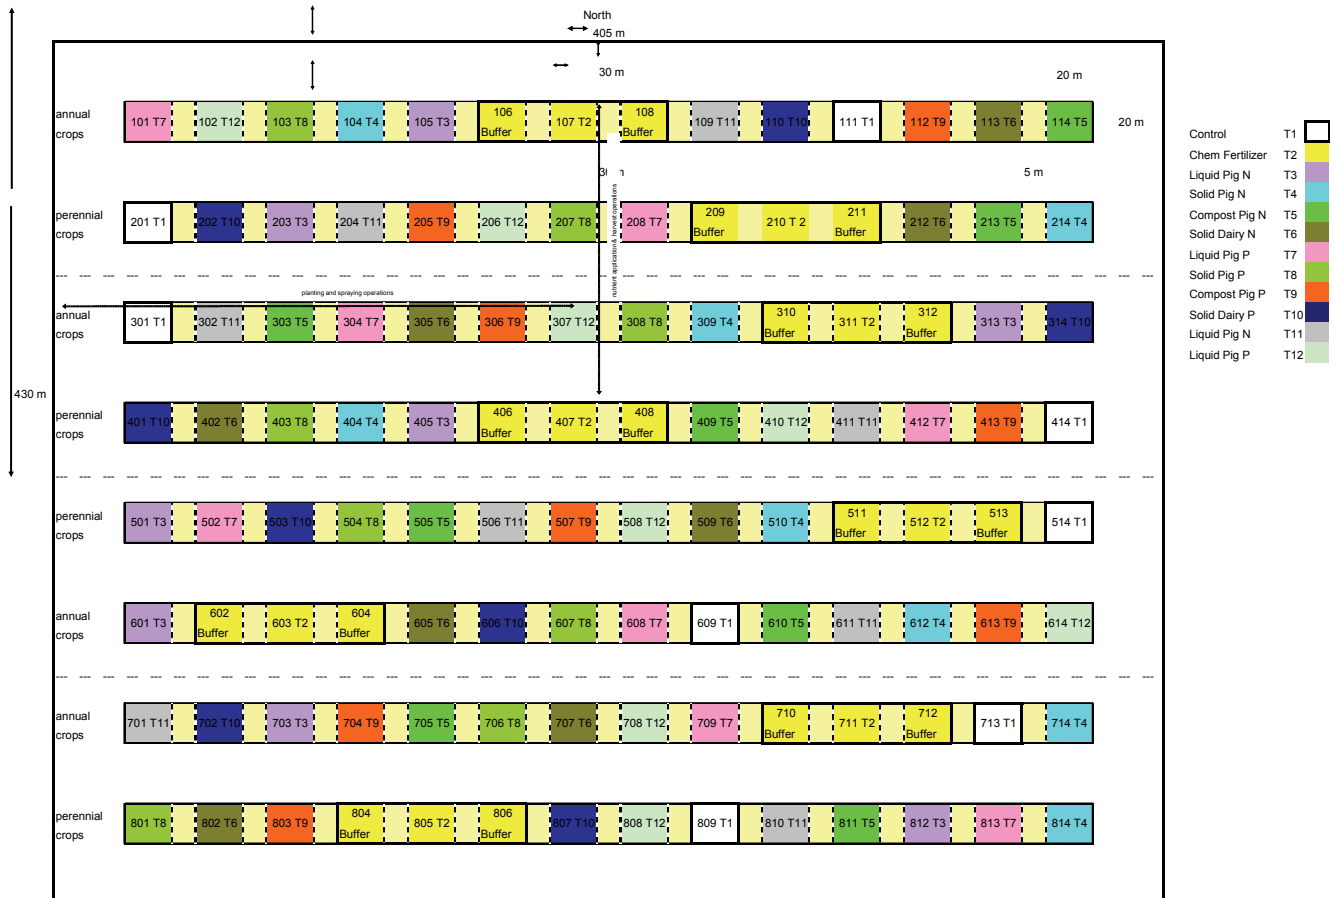 North
405 m
30 m
20 m
annual
crops
101 T7
102 T12
103 T8
104 T4
105 T3
106
Buffer
107 T2
108
Buffer
109 T11
110 T10
111 T1
112 T9
113 T6
114 T5
20 m
5 m
nutrient application & harvest operations
perennial
crops
201 T1
202 T10
203 T3
204 T11
205 T9
206 T12
207 T8
208 T7
209
Buffer
210 T 2
211
Buffer
212 T6
213 T5
214 T4
planting and spraying operations
annual
crops
301 T1
302 T11
303 T5
304 T7
305 T6
306 T9
307 T12
308 T8
309 T4
310
Buffer
311 T2
312
Buffer
313 T3
314 T10
430 m
perennial
crops
401 T10
402 T6
403 T8
404 T4
405 T3
406
Buffer
407 T2
408
Buffer
409 T5
410 T12
411 T11
412 T7
413 T9
414 T1
perennial
crops
501 T3
502 T7
503 T10
504 T8
505 T5
506 T11
507 T9
508 T12
509 T6
510 T4
511
Buffer
512 T2
513
Buffer
514 T1
annual
crops
601 T3
602
Buffer
603 T2
604
Buffer
605 T6
606 T10
607 T8
608 T7
609 T1
610 T5
611 T11
612 T4
613 T9
614 T12
annual
crops
701 T11
702 T10
703 T3
704 T9
705 T5
706 T8
707 T6
708 T12
709 T7
710
Buffer
711 T2
712
Buffer
713 T1
714 T4
perennial
crops
801 T8
802 T6
803 T9
804
Buffer
805 T2
806
Buffer
807 T10
808 T12
809 T1
810 T11
811 T5
812 T3
813 T7
814 T4
Control T1
Chem Fertilizer T2
Liquid Pig N T3
Solid Pig N T4
Compost Pig N T5
Solid Dairy N T6
Liquid Pig P T7
Solid Pig P T8
Compost Pig P T9
Solid Dairy P T10
Liquid Pig N T11
Liquid Pig P T12